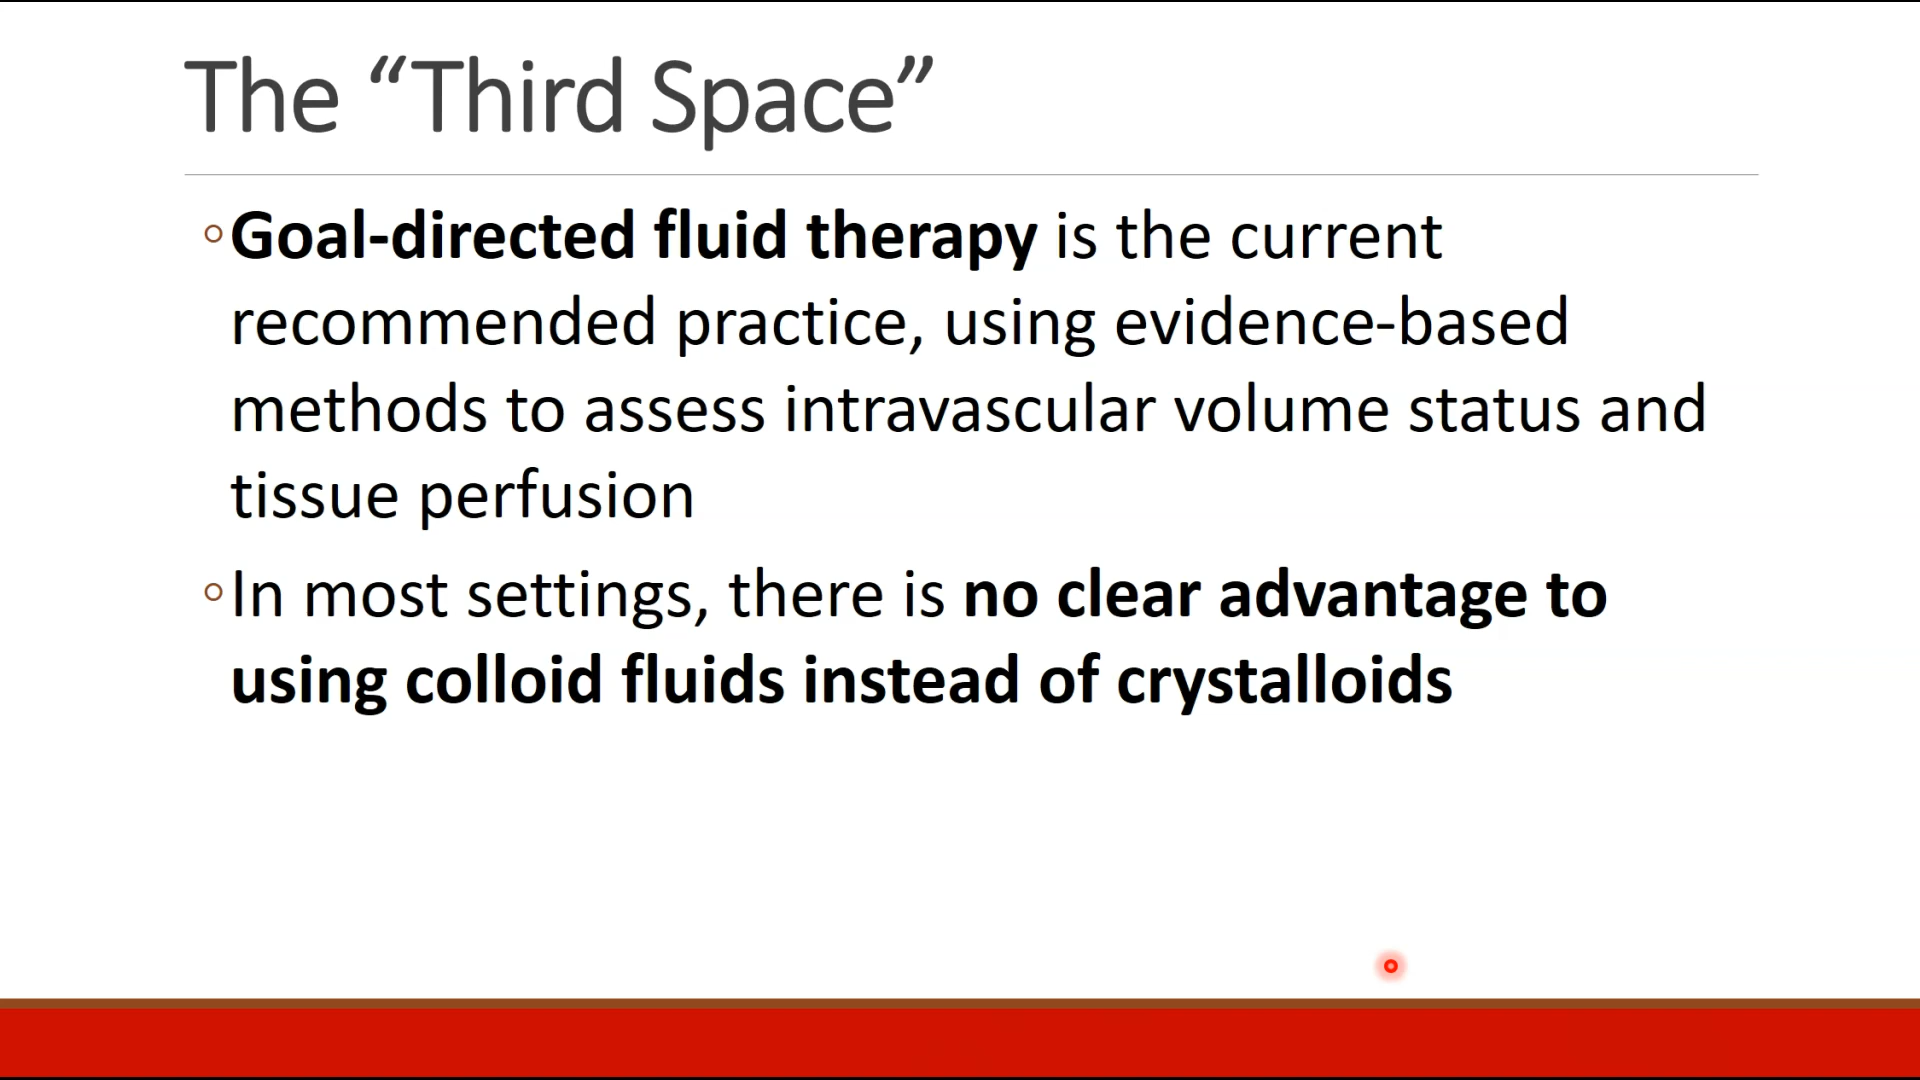 The “Third Space”
◦Goal-directed fluid therapy is the current
recommended practice, using evidence-based
methods to assess intravascular volume status and
tissue perfusion
◦In most settings, there is no clear advantage to
using colloid fluids instead of crystalloids